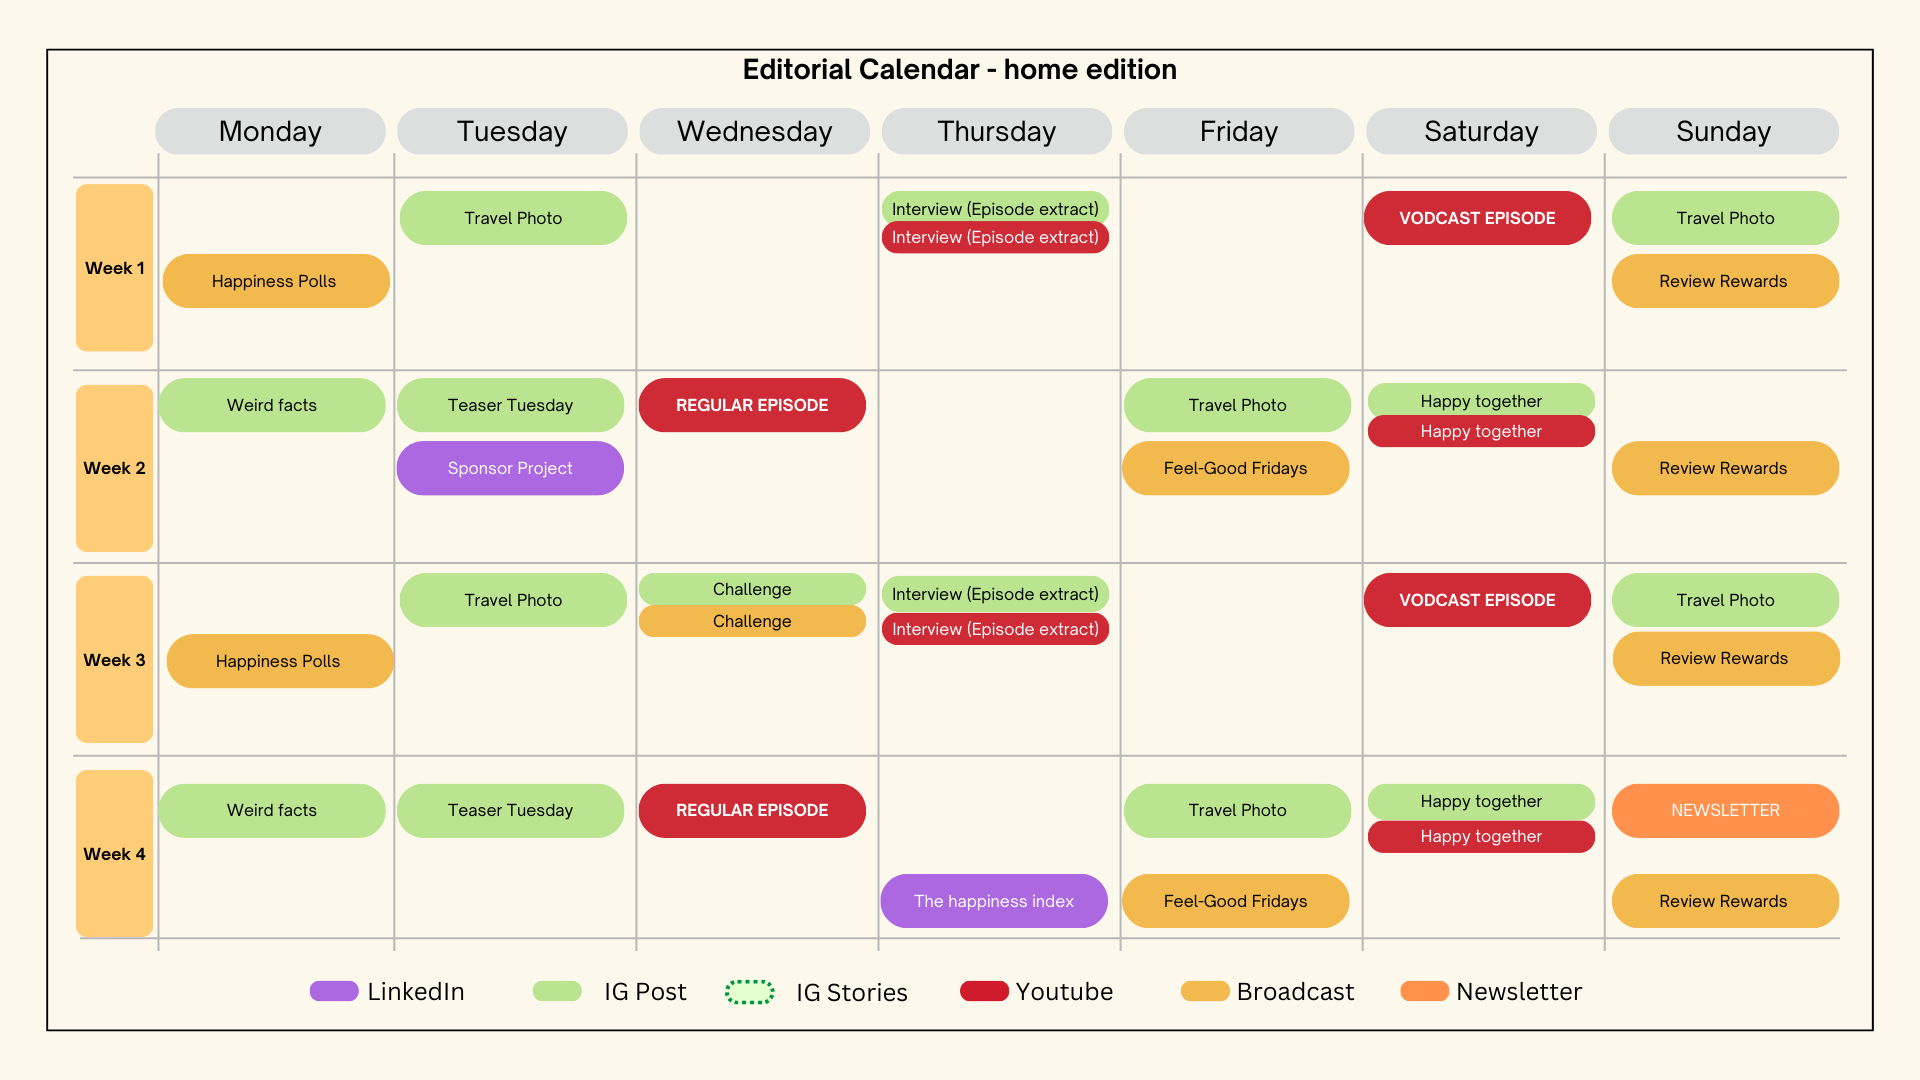 Editorial Calendar - home edition
Monday
Tuesday
Wednesday
Thursday
Friday
Saturday
Sunday
Week 1
Happiness Polls
Travel Photo
Interview (Episode extract)
Interview (Episode extract)
VODCAST EPISODE
Travel Photo
Review Rewards
Week 2
Weird facts
Teaser Tuesday
Sponsor Project
REGULAR EPISODE
Travel Photo
Feel-Good Fridays
Happy together
Happy together
Review Rewards
Week 3
Happiness Polls
Travel Photo
Challenge
Challenge
Interview (Episode extract)
Interview (Episode extract)
VODCAST EPISODE
Travel Photo
Review Rewards
Week 4
Weird facts
Teaser Tuesday
REGULAR EPISODE
The happiness index
Travel Photo
Feel-Good Fridays
Happy together
Happy together
NEWSLETTER
Review Rewards
LinkedIn
IG Post
IG Stories
Youtube
Broadcast
Newsletter